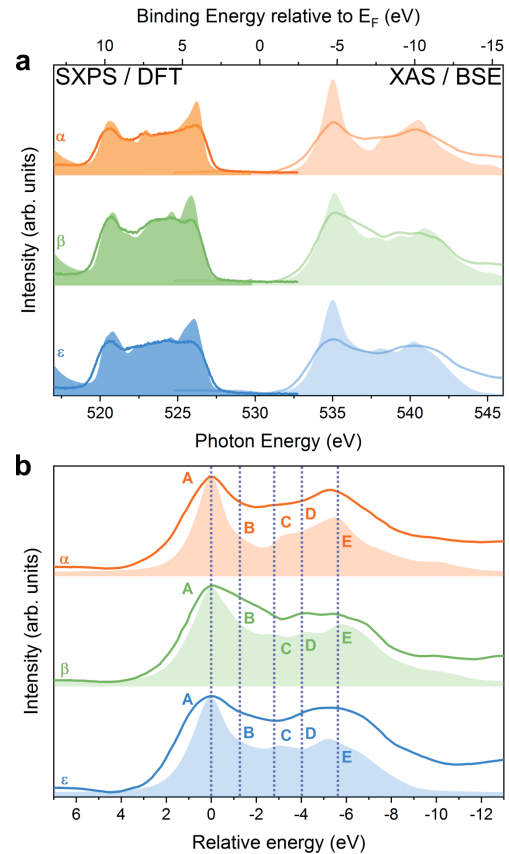 Binding Energy relative to EF (eV)
10 5 0 -5 -10 -15
a
SXPS / DFT XAS / BSE
α
β
ε
Intensity (arb. units)
520 525 530 535 540 545
Photon Energy (eV)
b
A B C D E
α
A B C D E
β
A B C D E
ε
Intensity (arb. units)
6 4 2 0 -2 -4 -6 -8 -10 -12
Relative energy (eV)